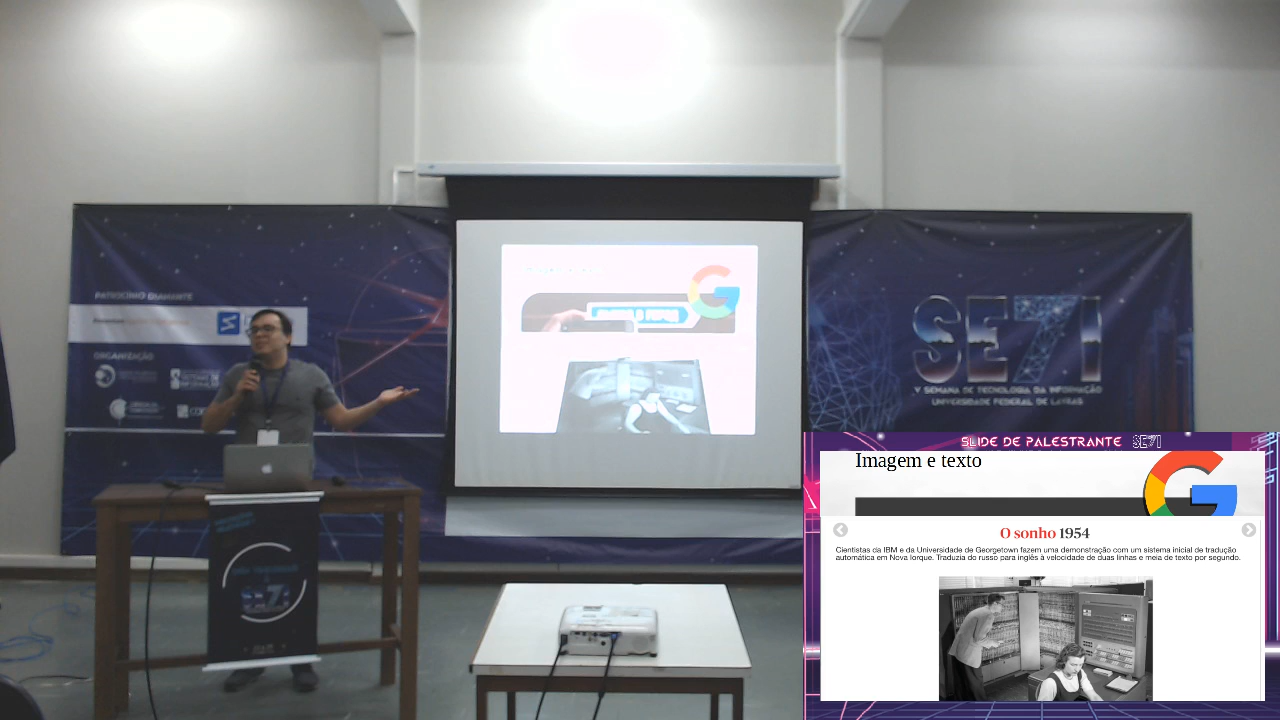 PATROCÍNIO DIAMANTE
ORGANIZAÇÃO
SE7I
V SEMANA DE TECNOLOGIA DA INFORMAÇÃO
UNIVERSIDADE FEDERAL DE LAVRAS
SLIDE DE PALESTRANTE SE7I
Imagem e texto
O sonho 1954
Cientistas da IBM e da Universidade de Georgetown fazem uma demonstração com um sistema inicial de tradução
automática em Nova Iorque. Traduzia do russo para inglês à velocidade de duas linhas e meia de texto por segundo.